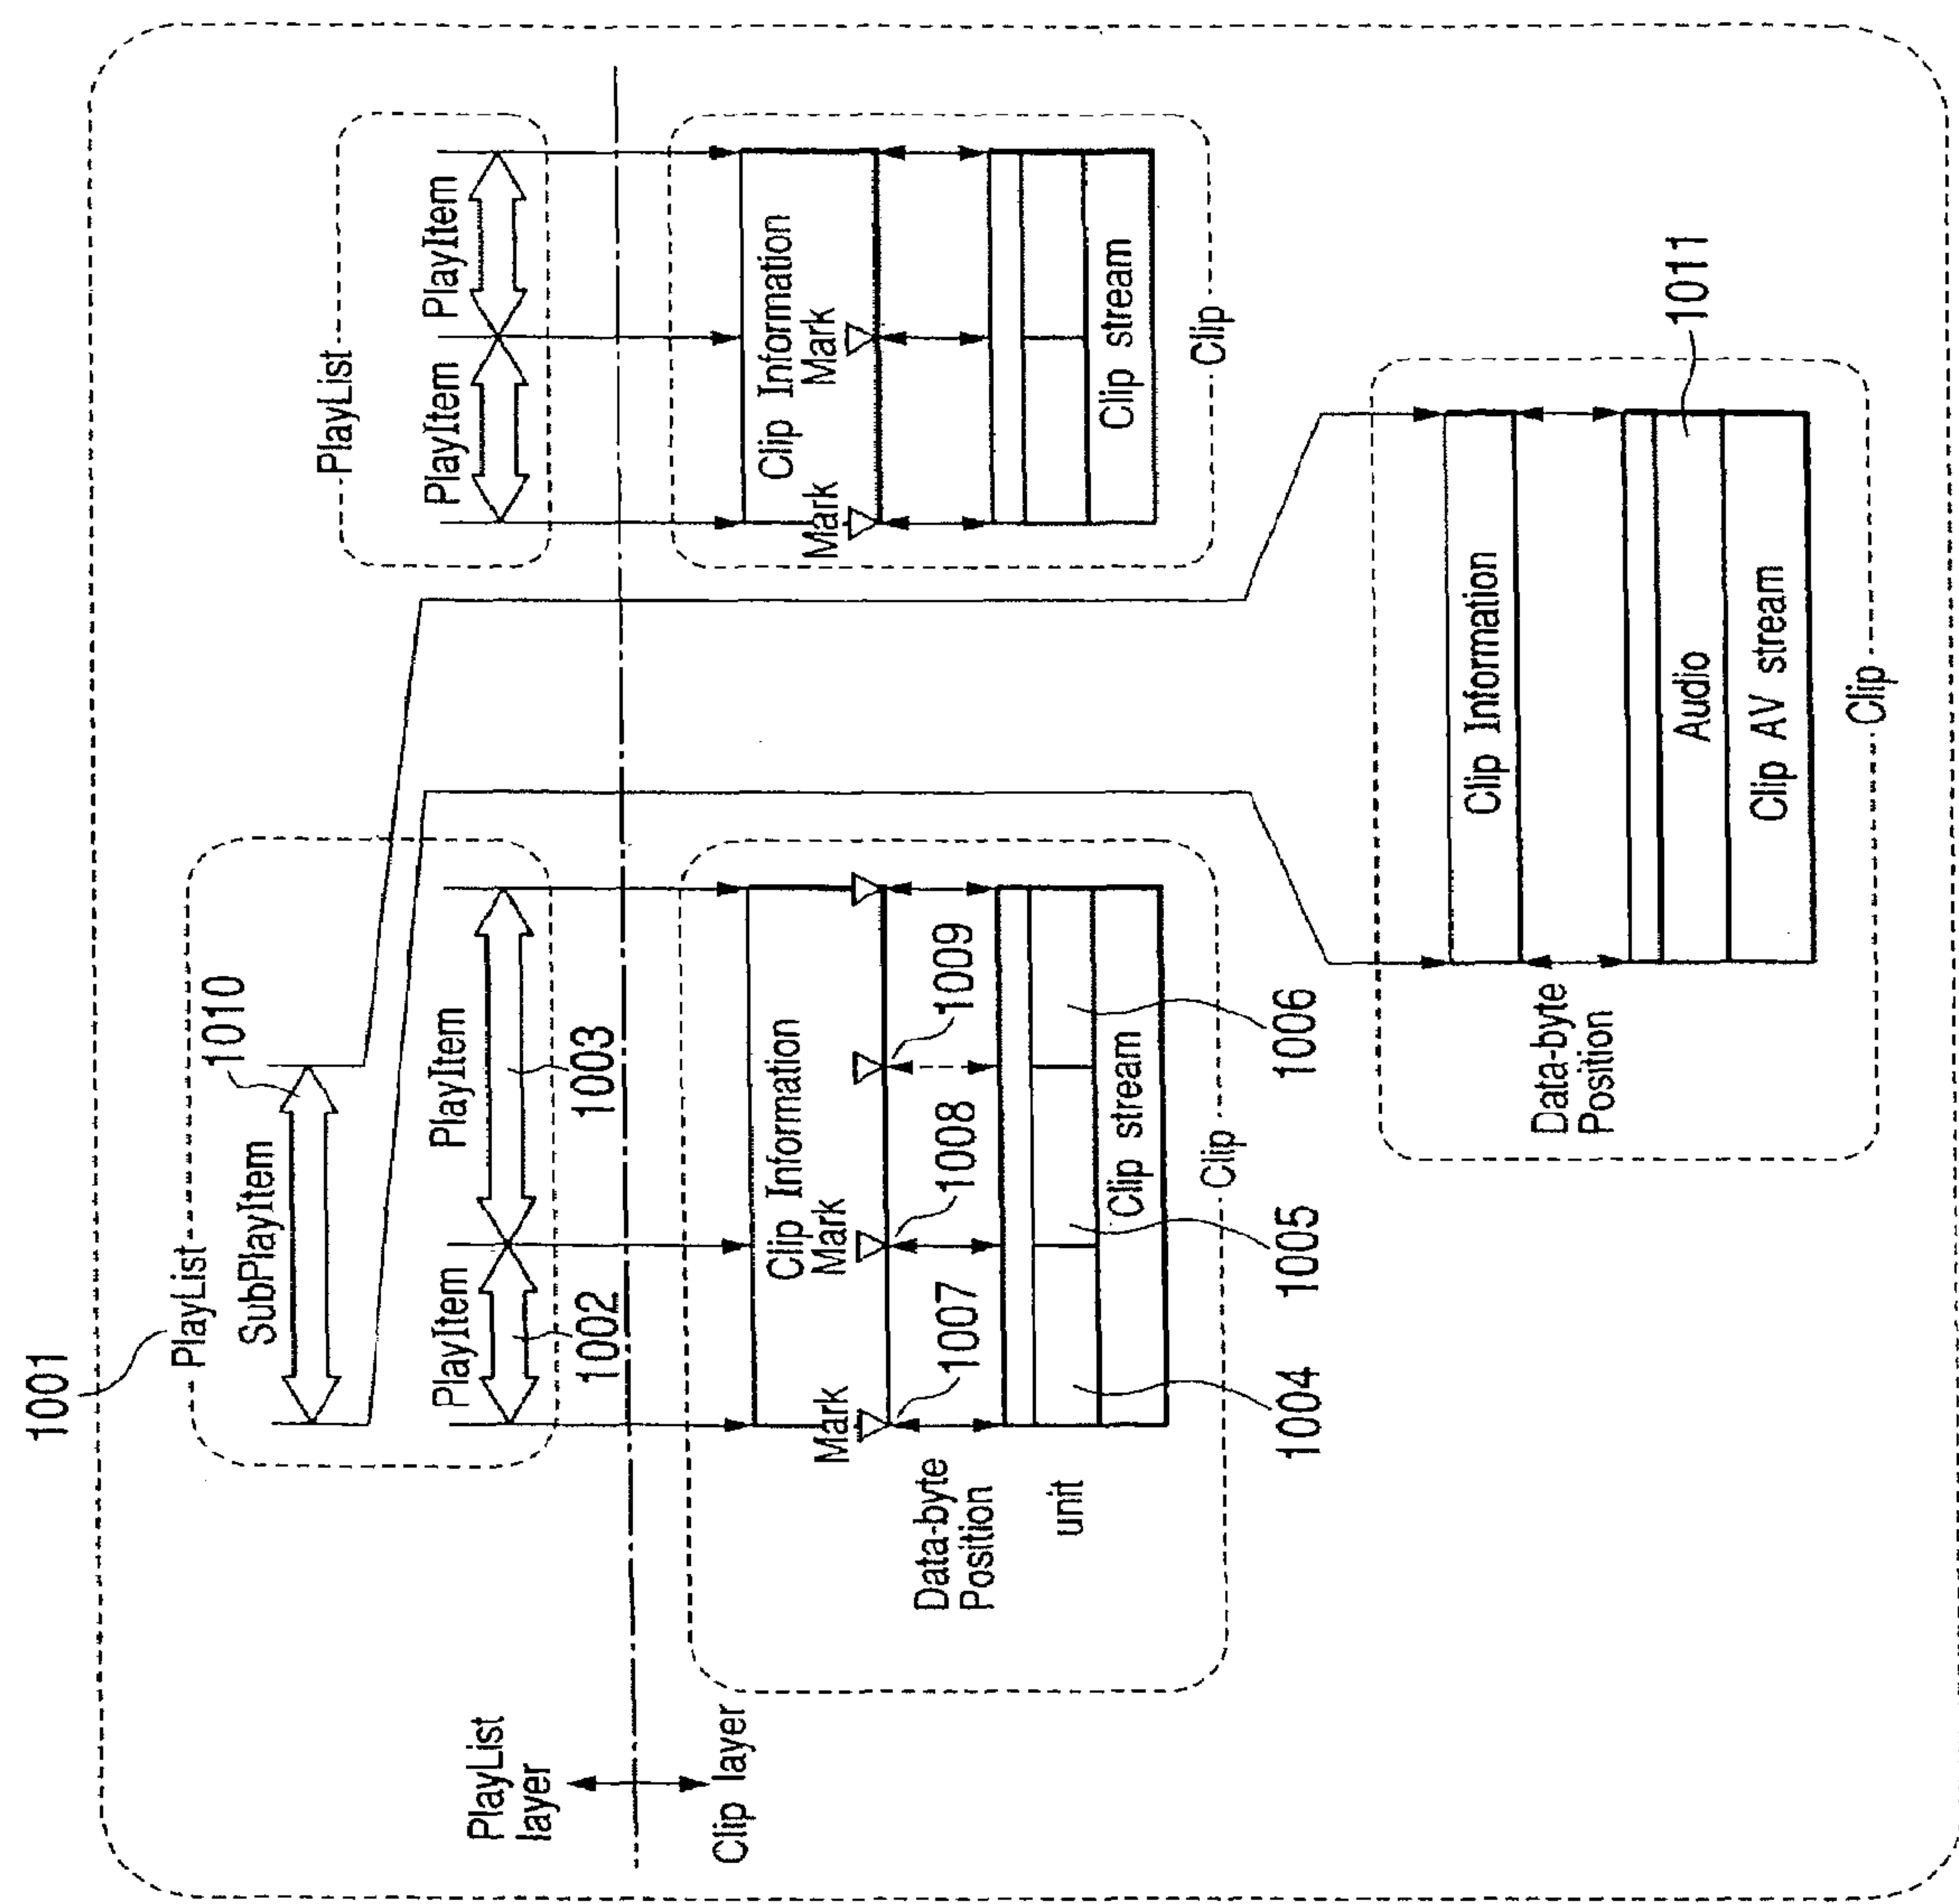 1001
PlayList
SubPlayItem
1010
PlayItem
1002
PlayItem
1003
PlayList
PlayItem
PlayItem
PlayList
layer
Clip layer
Clip Information
Mark
Mark
1007
1008
1009
Data-byte
Position
unit
Clip stream
Clip
1004
1005
1006
Clip Information
Mark
Mark
Clip stream
Clip
Clip Information
Data-byte
Position
Audio
1011
Clip AV stream
Clip